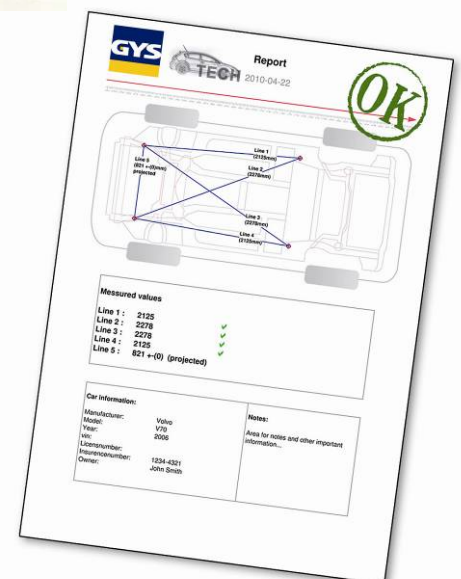 GYS
TECH
Report
2010-04-22
OK
Line 1
(2125mm)
Line 2
(2278mm)
Line 5
(821 +-(0)mm)
projected
Line 3
(2278mm)
Line 4
(2125mm)
Messured values
Line 1 : 2125
Line 2 : 2278
Line 3 : 2278
Line 4 : 2125
Line 5 : 821 +-(0) (projected)
Car information:
Manufacturer: Volvo
Model: V70
Year: 2006
vin:
Licensnumber:
Insurencenumber: 1234-4321
Owner: John Smith
Notes:
Area for notes and other important
information...